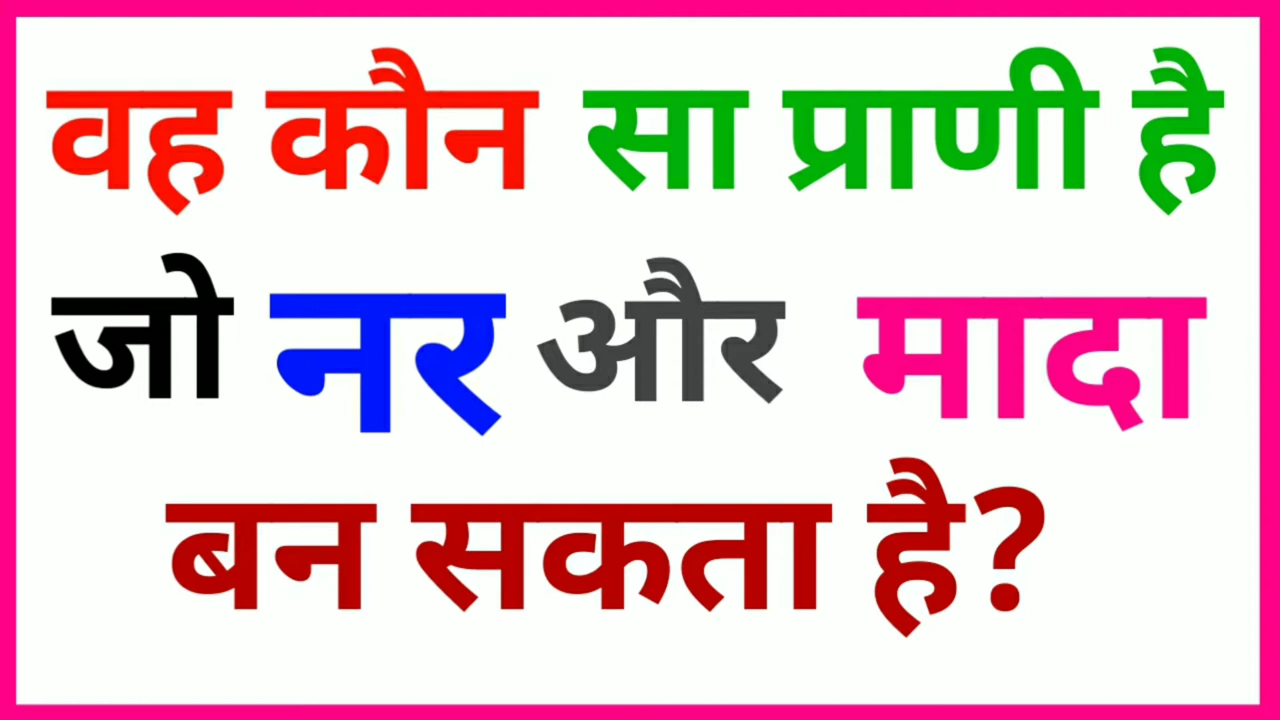 वह कौन सा प्राणी है
जो नर और मादा
बन सकता है?